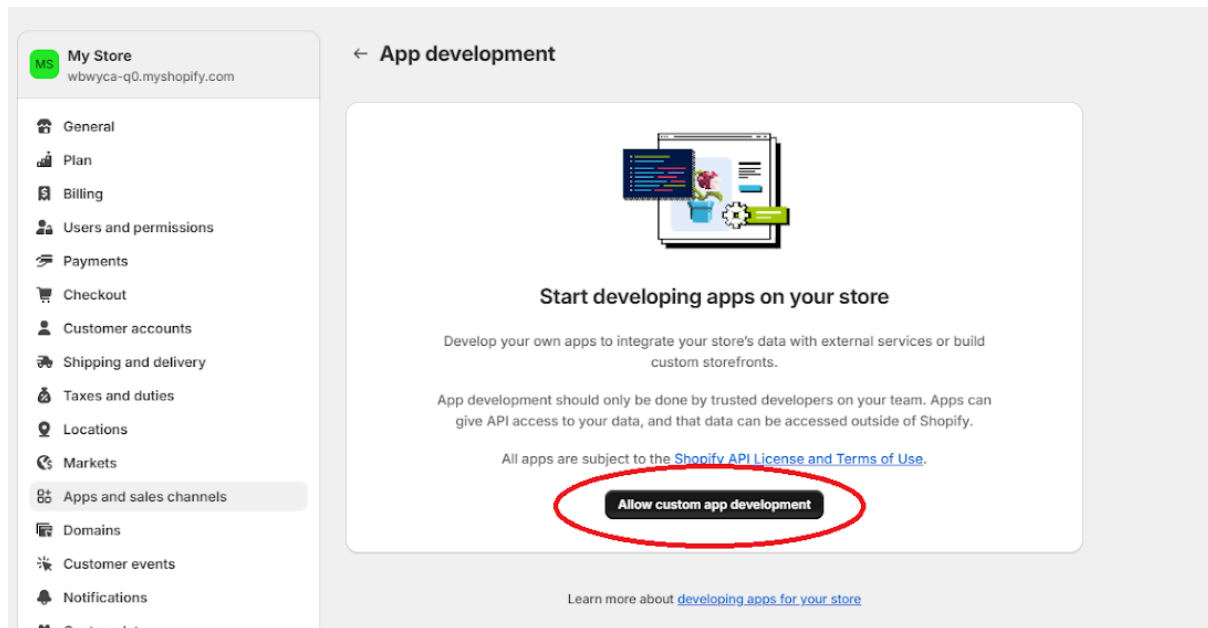 MS
My Store
wbwyca-q0.myshopify.com
General
Plan
Billing
Users and permissions
Payments
Checkout
Customer accounts
Shipping and delivery
Taxes and duties
Locations
Markets
Apps and sales channels
Domains
Customer events
Notifications
← App development
Start developing apps on your store
Develop your own apps to integrate your store's data with external services or build
custom storefronts.
App development should only be done by trusted developers on your team. Apps can
give API access to your data, and that data can be accessed outside of Shopify.
All apps are subject to the Shopify API License and Terms of Use.
Allow custom app development
Learn more about developing apps for your store